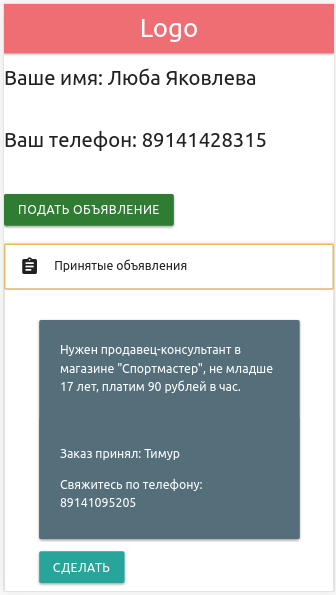 Logo
Ваше имя: Люба Яковлева
Ваш телефон: 89141428315
ПОДАТЬ ОБЪЯВЛЕНИЕ
Принятые объявления
Нужен продавец-консультант в
магазине "Спортмастер", не младше
17 лет, платим 90 рублей в час.
Заказ принял: Тимур
Свяжитесь по телефону:
89141095205
СДЕЛАТЬ